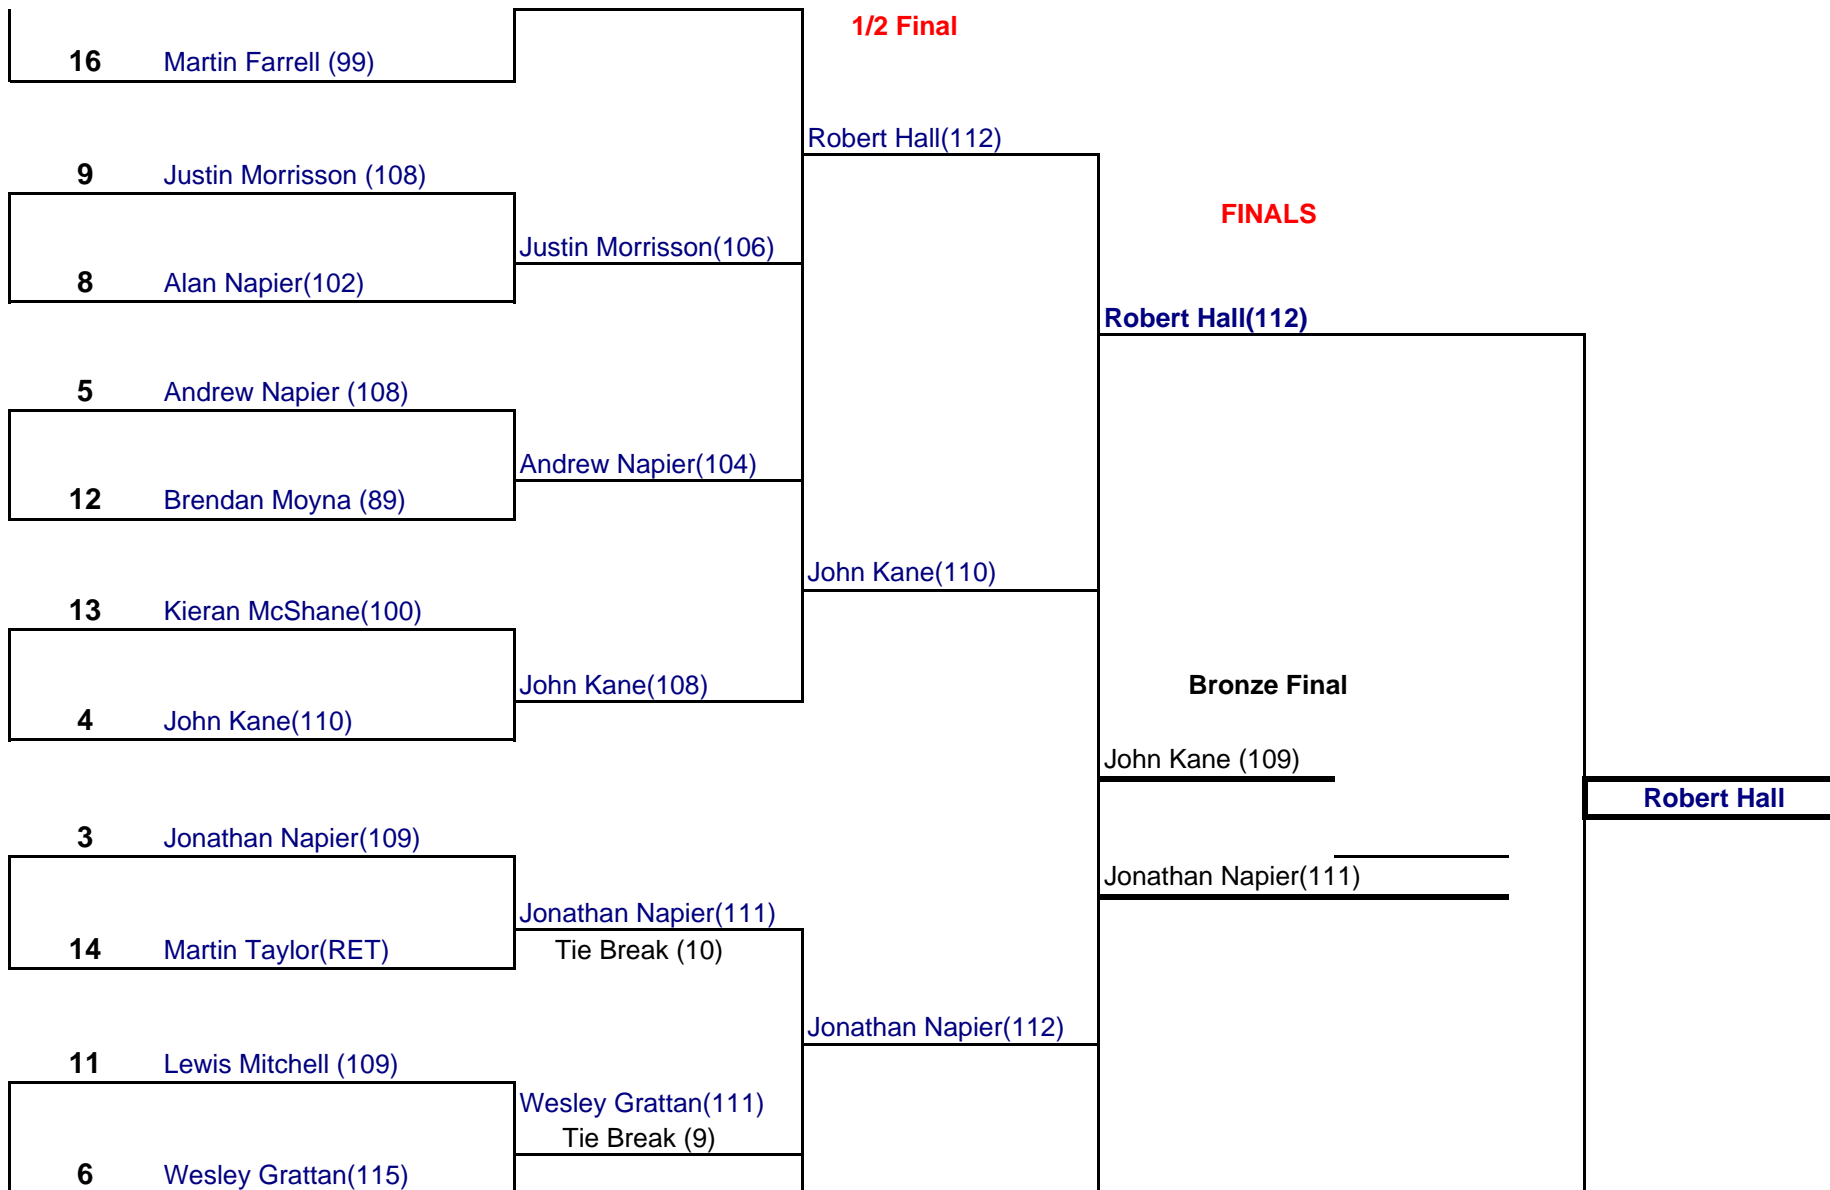 1/2 Final
16 Martin Farrell (99)
Robert Hall(112)
9 Justin Morrisson (108)
FINALS
Justin Morrisson(106)
8 Alan Napier(102)
Robert Hall(112)
5 Andrew Napier (108)
Andrew Napier(104)
12 Brendan Moyna (89)
John Kane(110)
13 Kieran McShane(100)
John Kane(108)
Bronze Final
4 John Kane(110)
John Kane (109)
Robert Hall
3 Jonathan Napier(109)
Jonathan Napier(111)
Jonathan Napier(111)
14 Martin Taylor(RET)
Tie Break (10)
Jonathan Napier(112)
11 Lewis Mitchell (109)
Wesley Grattan(111)
Tie Break (9)
6 Wesley Grattan(115)